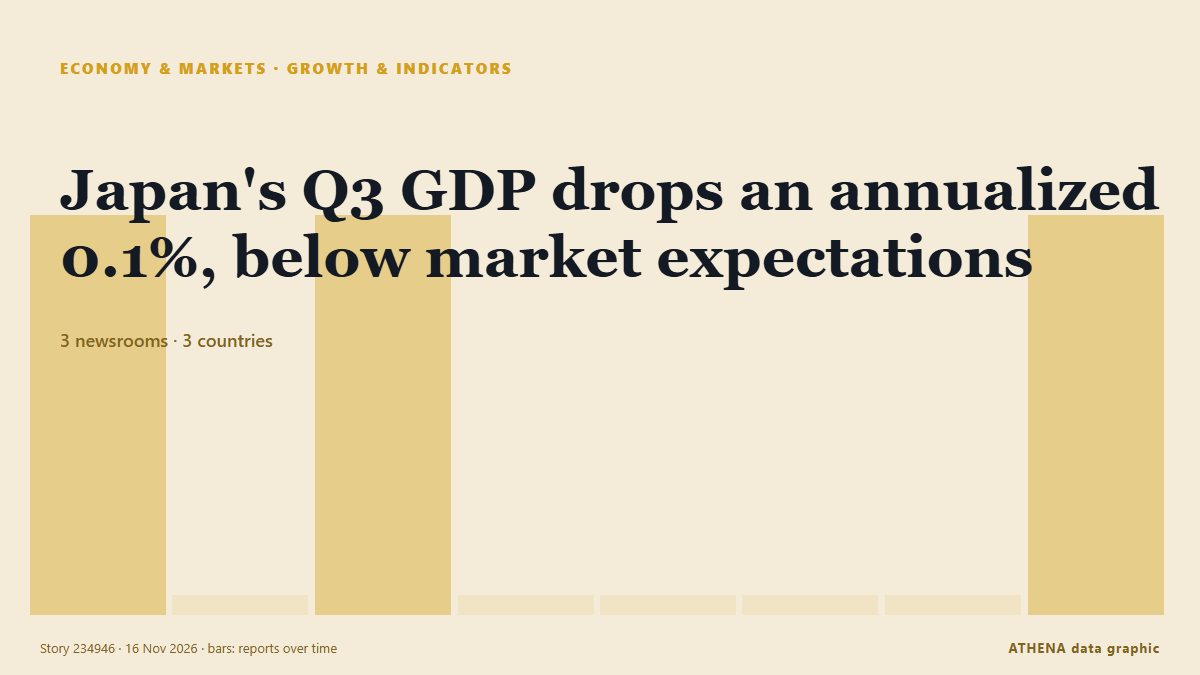 ECONOMY & MARKETS · GROWTH & INDICATORS
Japan's Q3 GDP drops an annualized
0.1%, below market expectations
3 newsrooms · 3 countries
Story 234946 · 16 Nov 2026 · bars: reports over time
ATHENA data graphic